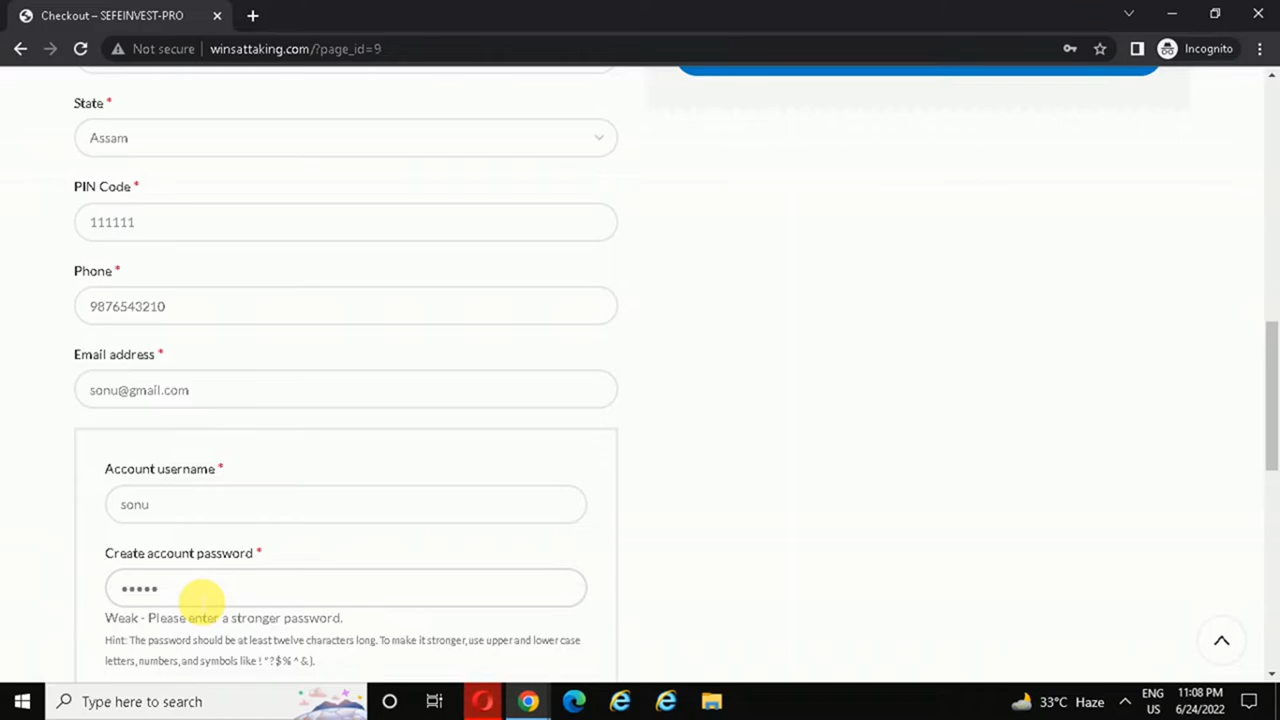 Checkout – SEFEINVEST-PRO
Not secure winsattaking.com/?page_id=9 Incognito
State *
Assam
PIN Code *
111111
Phone *
9876543210
Email address *
sonu@gmail.com
Account username *
sonu
Create account password *
•••••
Weak - Please enter a stronger password.
Hint: The password should be at least twelve characters long. To make it stronger, use upper and lower case
letters, numbers, and symbols like ! " ? $ % ^ & ).
Type here to search
33°C Haze
ENG
US
11:08 PM
6/24/2022